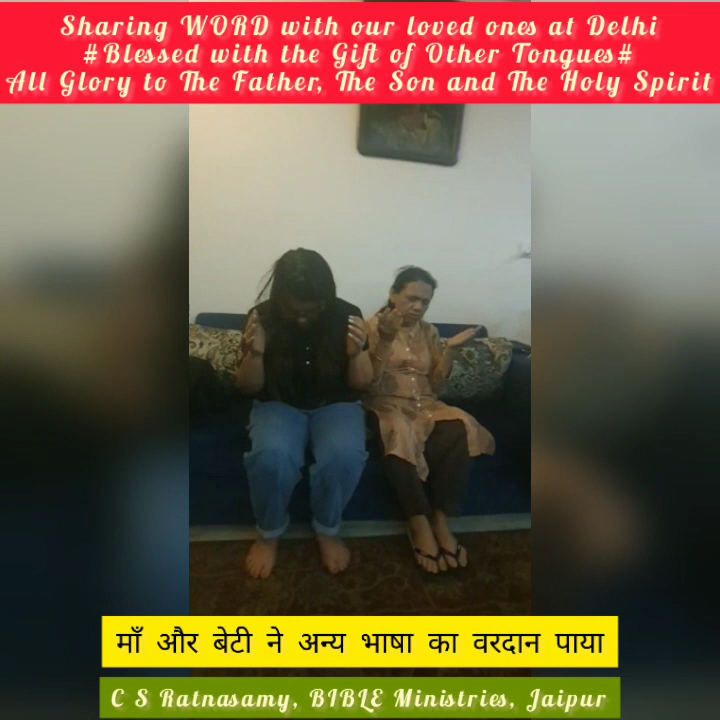 Sharing WORD with our loved ones at Delhi
#Blessed with the Gift of Other Tongues#
All Glory to The Father, The Son and The Holy Spirit
माँ और बेटी ने अन्य भाषा का वरदान पाया
C S Ratnasamy, BIBLE Ministries, Jaipur